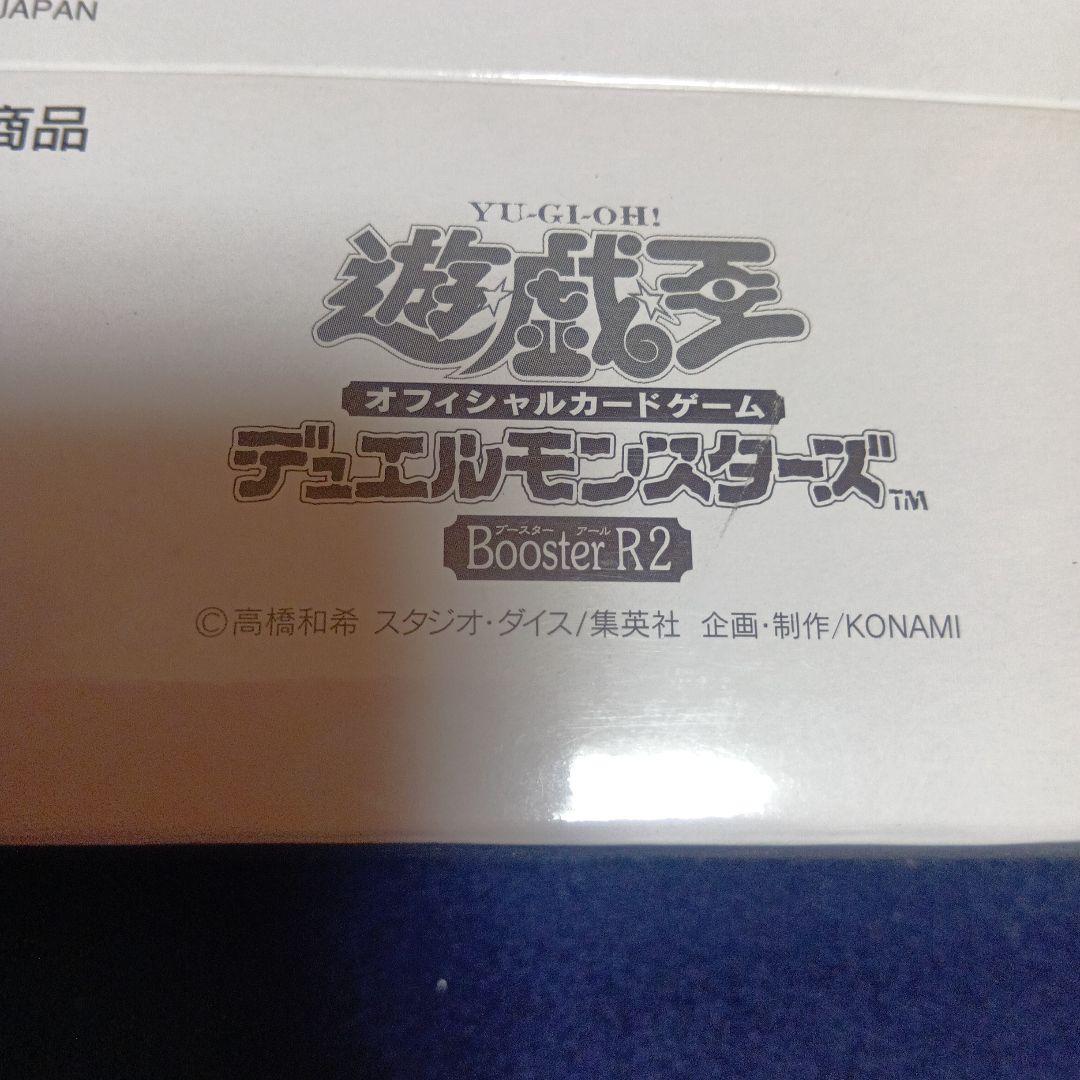 JAPAN
商品
YU-GI-OH!
遊戯王
オフィシャルカードゲーム
デュエルモンスターズTM
ブースター アール
Booster R2
©高橋和希 スタジオ・ダイス/集英社 企画・制作/KONAMI